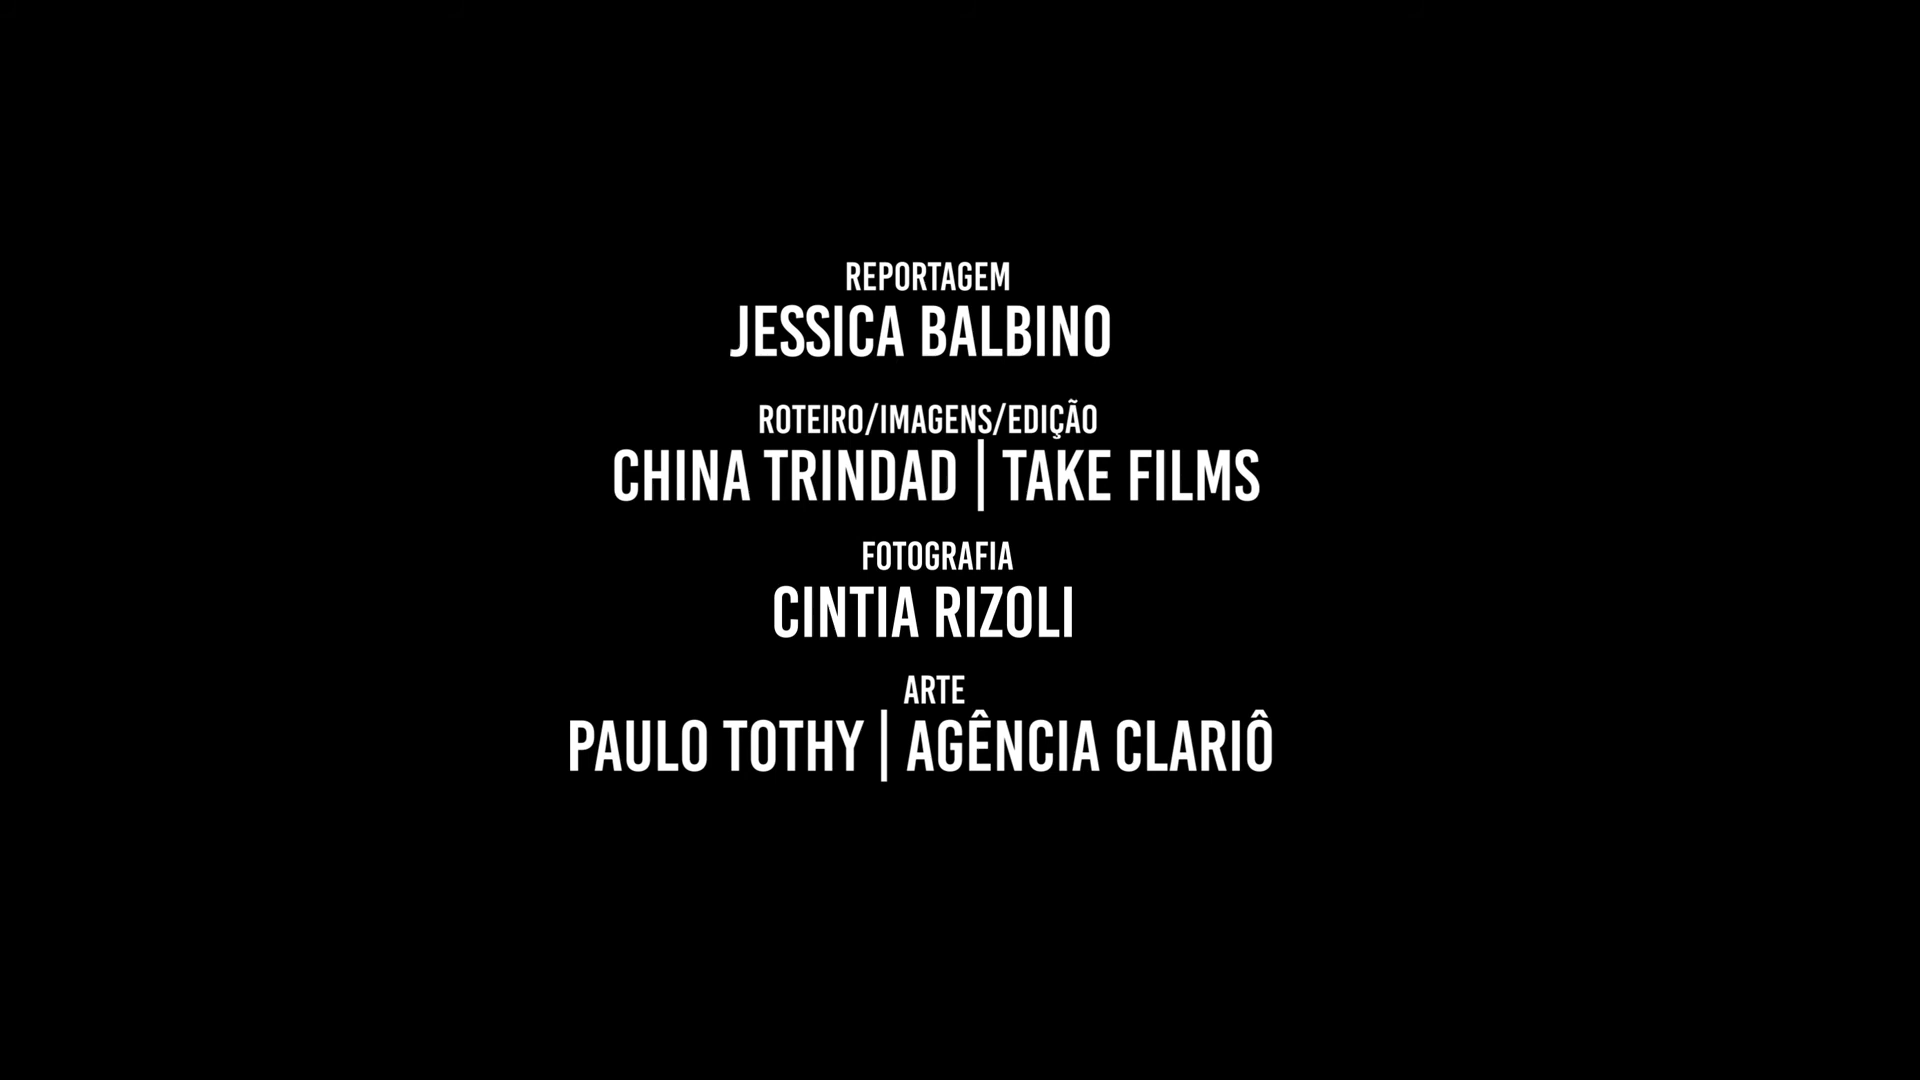 REPORTAGEM
JESSICA BALBINO
ROTEIRO/IMAGENS/EDIÇÃO
CHINA TRINDAD | TAKE FILMS
FOTOGRAFIA
CINTIA RIZOLI
ARTE
PAULO TOTHY | AGÊNCIA CLARIÔ